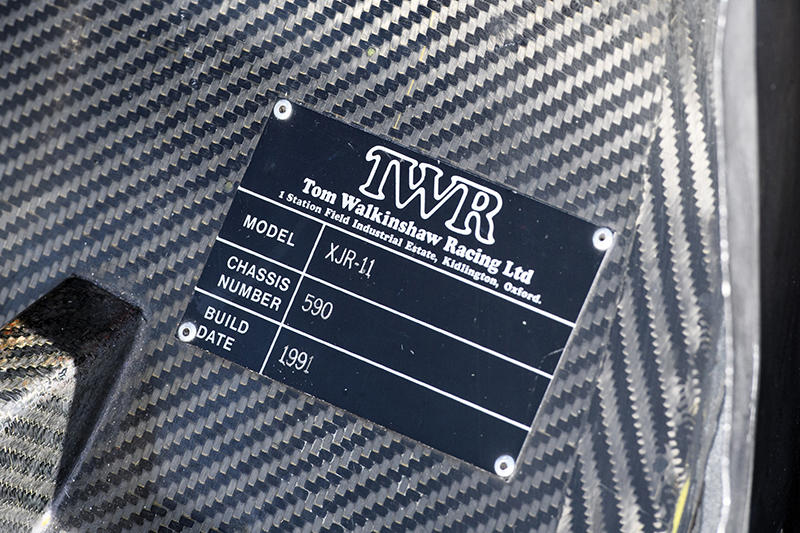 TWR
Tom Walkinshaw Racing Ltd
1 Station Field Industrial Estate, Kidlington, Oxford.
MODEL XJR-11
CHASSIS NUMBER 590
BUILD DATE 1991